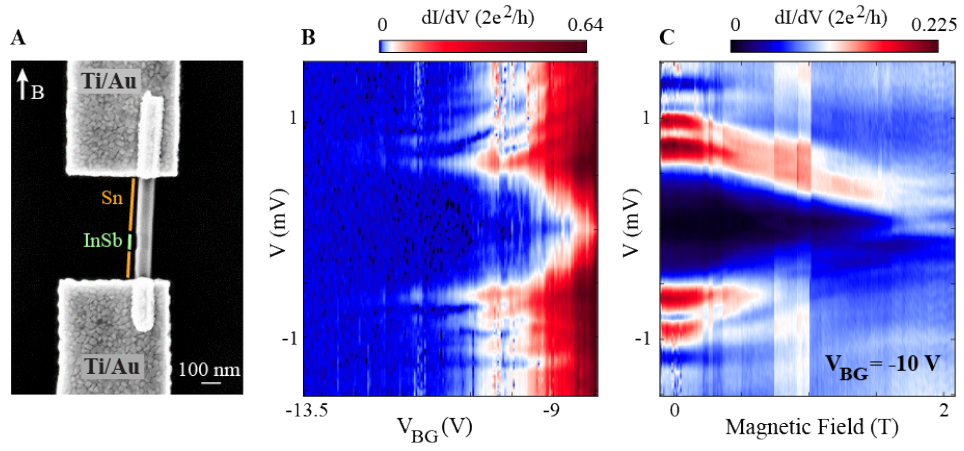 dI/dV (2e²/h)
0
0.64
dI/dV (2e²/h)
0
0.225
A
B
C
Ti/Au
B
Sn
InSb
Ti/Au
100 nm
V (mV)
1
-1
-13.5
V_BG (V)
-9
V (mV)
1
-1
V_BG = -10 V
0
Magnetic Field (T)
2